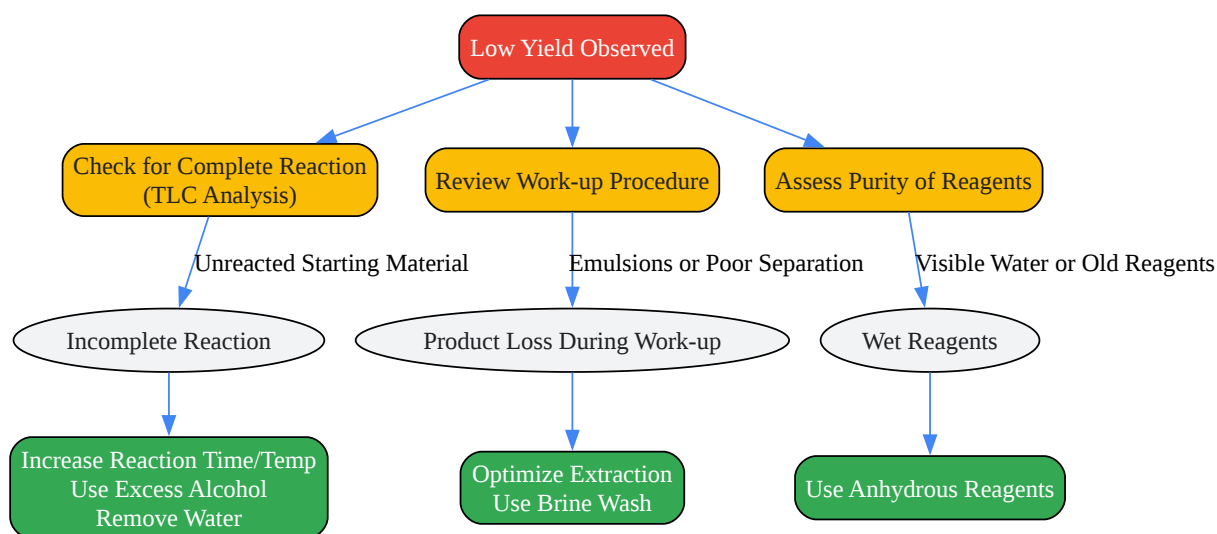 Low Yield Observed
Check for Complete Reaction
(TLC Analysis)
Review Work-up Procedure
Assess Purity of Reagents
Unreacted Starting Material
Emulsions or Poor Separation
Visible Water or Old Reagents
Incomplete Reaction
Product Loss During Work-up
Wet Reagents
Increase Reaction Time/Temp
Use Excess Alcohol
Remove Water
Optimize Extraction
Use Brine Wash
Use Anhydrous Reagents